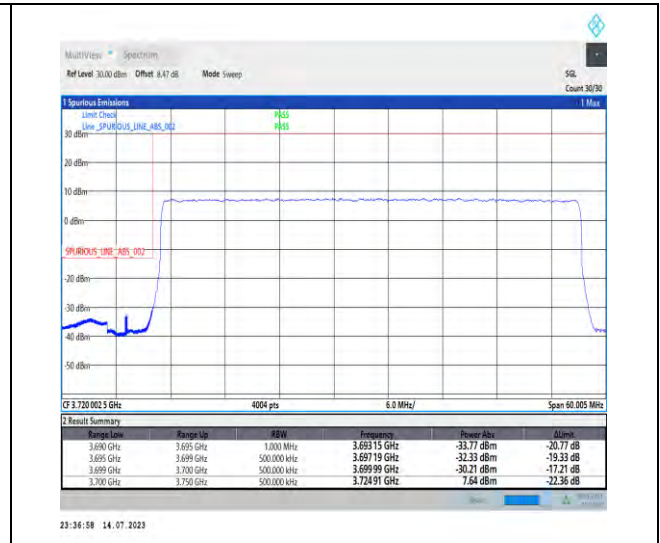 MultiView Spectrum
Ref Level 30.00 dBm Offset 8.47 dB Mode Sweep SGL
Count 30/30
1 Spurious Emissions 1 Max
Limit Check PASS
Line _SPURIOUS_LINE_ABS_002 PASS
30 dBm
20 dBm
10 dBm
0 dBm
SPURIOUS_LINE_ABS_002
-20 dBm
-30 dBm
-40 dBm
-50 dBm
CF 3.720 002 5 GHz 4004 pts 6.0 MHz/ Span 60.005 MHz
2 Result Summary
Range Low Range Up RBW Frequency Power Abs ΔLimit
3.690 GHz 3.695 GHz 1.000 MHz 3.693 15 GHz -33.77 dBm -20.77 dB
3.695 GHz 3.699 GHz 500.000 kHz 3.697 19 GHz -32.33 dBm -19.33 dB
3.699 GHz 3.700 GHz 500.000 kHz 3.699 99 GHz -30.21 dBm -17.21 dB
3.700 GHz 3.750 GHz 500.000 kHz 3.724 91 GHz 7.64 dBm -22.36 dB
23:36:58 14.07.2023